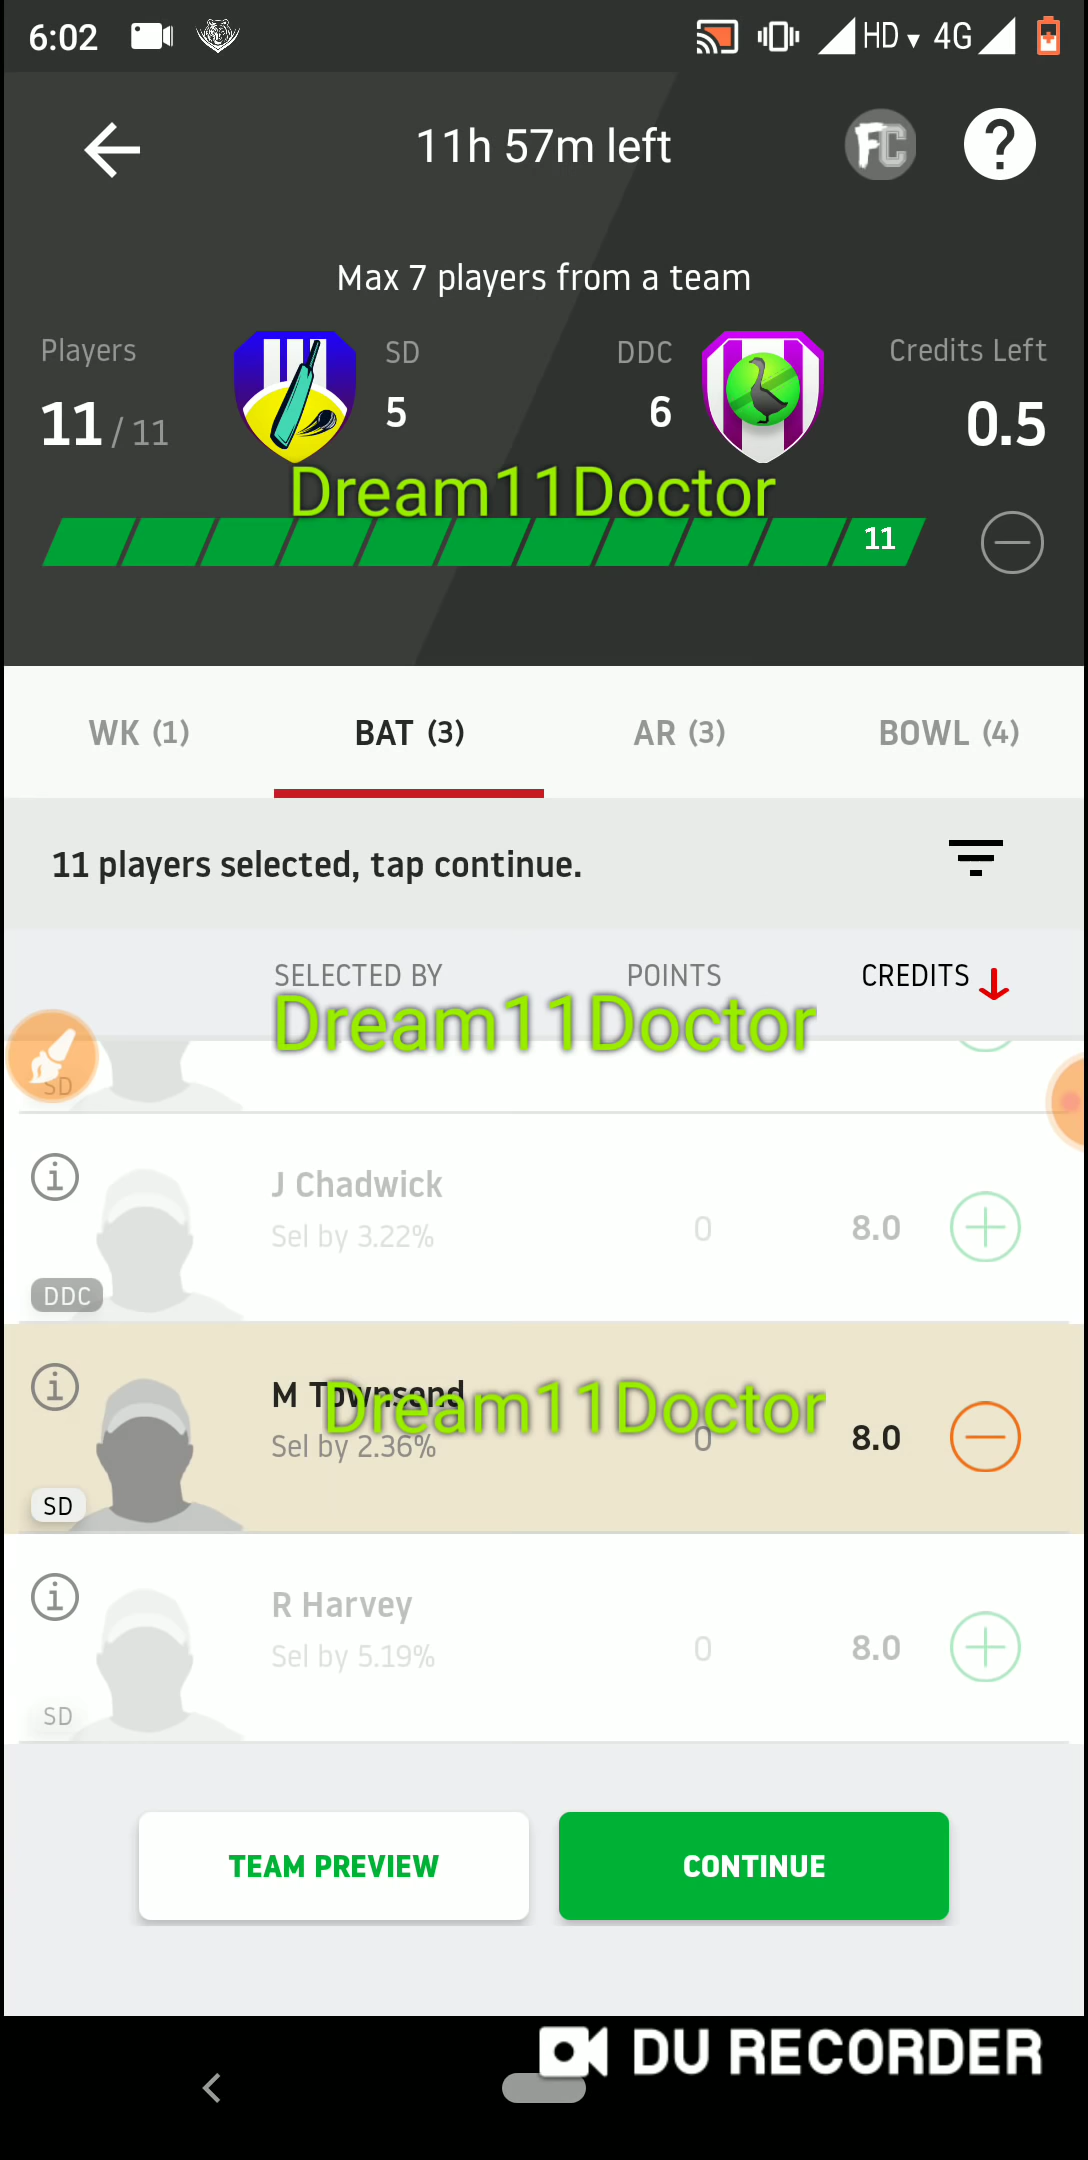 6:02 HD 4G
11h 57m left FC ?
Max 7 players from a team
Players SD DDC Credits Left
11 / 11 5 6 0.5
Dream11Doctor
11
WK (1) BAT (3) AR (3) BOWL (4)
11 players selected, tap continue.
SELECTED BY POINTS CREDITS
Dream11Doctor
SD
J Chadwick
Sel by 3.22% 0 8.0
DDC
M Townsend
Dream11Doctor
Sel by 2.36% 0 8.0
SD
R Harvey
Sel by 5.19% 0 8.0
SD
TEAM PREVIEW CONTINUE
DU RECORDER